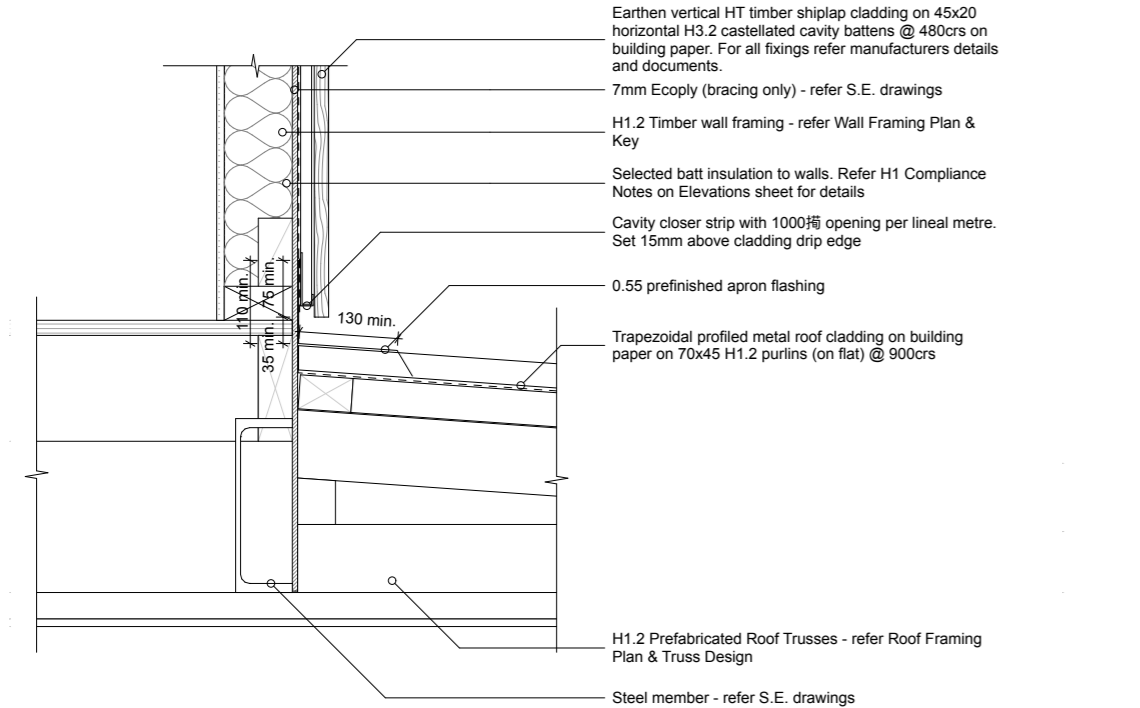 Earthen vertical HT timber shiplap cladding on 45x20
horizontal H3.2 castellated cavity battens @ 480crs on
building paper. For all fixings refer manufacturers details
and documents.
7mm Ecoply (bracing only) - refer S.E. drawings
H1.2 Timber wall framing - refer Wall Framing Plan &
Key
Selected batt insulation to walls. Refer H1 Compliance
Notes on Elevations sheet for details
Cavity closer strip with 1000㨃 opening per lineal metre.
Set 15mm above cladding drip edge
0.55 prefinished apron flashing
Trapezoidal profiled metal roof cladding on building
paper on 70x45 H1.2 purlins (on flat) @ 900crs
110 min.
75 min.
35 min.
130 min.
H1.2 Prefabricated Roof Trusses - refer Roof Framing
Plan & Truss Design
Steel member - refer S.E. drawings